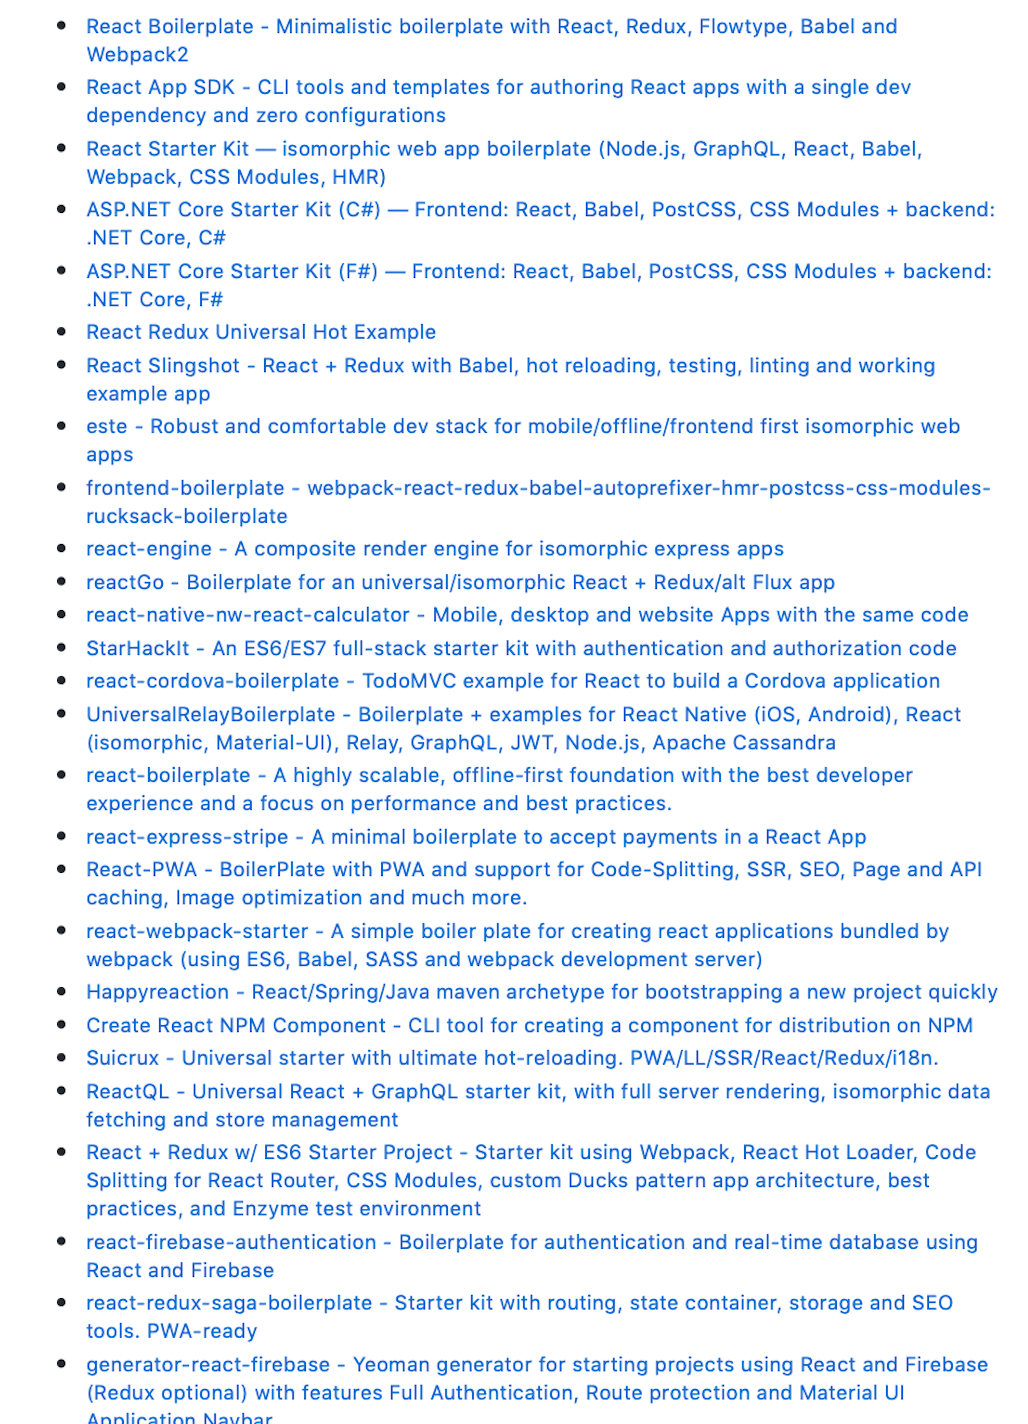 React Boilerplate - Minimalistic boilerplate with React, Redux, Flowtype, Babel and
Webpack2
React App SDK - CLI tools and templates for authoring React apps with a single dev
dependency and zero configurations
React Starter Kit — isomorphic web app boilerplate (Node.js, GraphQL, React, Babel,
Webpack, CSS Modules, HMR)
ASP.NET Core Starter Kit (C#) — Frontend: React, Babel, PostCSS, CSS Modules + backend:
.NET Core, C#
ASP.NET Core Starter Kit (F#) — Frontend: React, Babel, PostCSS, CSS Modules + backend:
.NET Core, F#
React Redux Universal Hot Example
React Slingshot - React + Redux with Babel, hot reloading, testing, linting and working
example app
este - Robust and comfortable dev stack for mobile/offline/frontend first isomorphic web
apps
frontend-boilerplate - webpack-react-redux-babel-autoprefixer-hmr-postcss-css-modules-
rucksack-boilerplate
react-engine - A composite render engine for isomorphic express apps
reactGo - Boilerplate for an universal/isomorphic React + Redux/alt Flux app
react-native-nw-react-calculator - Mobile, desktop and website Apps with the same code
StarHackIt - An ES6/ES7 full-stack starter kit with authentication and authorization code
react-cordova-boilerplate - TodoMVC example for React to build a Cordova application
UniversalRelayBoilerplate - Boilerplate + examples for React Native (iOS, Android), React
(isomorphic, Material-UI), Relay, GraphQL, JWT, Node.js, Apache Cassandra
react-boilerplate - A highly scalable, offline-first foundation with the best developer
experience and a focus on performance and best practices.
react-express-stripe - A minimal boilerplate to accept payments in a React App
React-PWA - BoilerPlate with PWA and support for Code-Splitting, SSR, SEO, Page and API
caching, Image optimization and much more.
react-webpack-starter - A simple boiler plate for creating react applications bundled by
webpack (using ES6, Babel, SASS and webpack development server)
Happyreaction - React/Spring/Java maven archetype for bootstrapping a new project quickly
Create React NPM Component - CLI tool for creating a component for distribution on NPM
Suicrux - Universal starter with ultimate hot-reloading. PWA/LL/SSR/React/Redux/i18n.
ReactQL - Universal React + GraphQL starter kit, with full server rendering, isomorphic data
fetching and store management
React + Redux w/ ES6 Starter Project - Starter kit using Webpack, React Hot Loader, Code
Splitting for React Router, CSS Modules, custom Ducks pattern app architecture, best
practices, and Enzyme test environment
react-firebase-authentication - Boilerplate for authentication and real-time database using
React and Firebase
react-redux-saga-boilerplate - Starter kit with routing, state container, storage and SEO
tools. PWA-ready
generator-react-firebase - Yeoman generator for starting projects using React and Firebase
(Redux optional) with features Full Authentication, Route protection and Material UI
Application Navbar